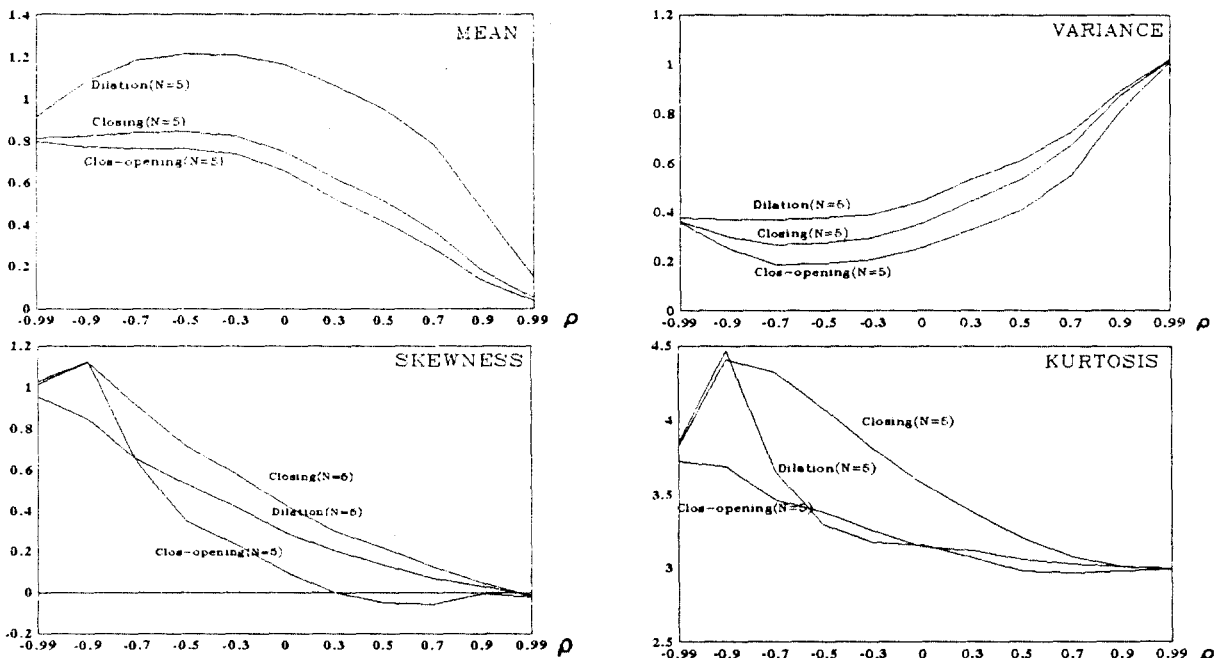 MEAN
1.4
1.2
1
0.8
0.6
0.4
0.2
0
Dilation(N=5)
Closing(N=5)
Clos-opening(N=5)
-0.99 -0.9 -0.7 -0.5 -0.3 0 0.3 0.5 0.7 0.9 0.99 ρ
VARIANCE
1.2
1
0.8
0.6
0.4
0.2
0
Dilation(N=5)
Closing(N=5)
Clos-opening(N=5)
-0.99 -0.9 -0.7 -0.5 -0.3 0 0.3 0.5 0.7 0.9 0.99 ρ
SKEWNESS
1.2
1
0.8
0.6
0.4
0.2
0
-0.2
Closing(N=5)
Dilation(N=5)
Clos-opening(N=5)
-0.99 -0.9 -0.7 -0.5 -0.3 0 0.3 0.5 0.7 0.9 0.99 ρ
KURTOSIS
4.5
4
3.5
3
2.5
Closing(N=5)
Dilation(N=5)
Clos-opening(N=5)
-0.99 -0.9 -0.7 -0.5 -0.3 0 0.3 0.5 0.7 0.9 0.99 ρ